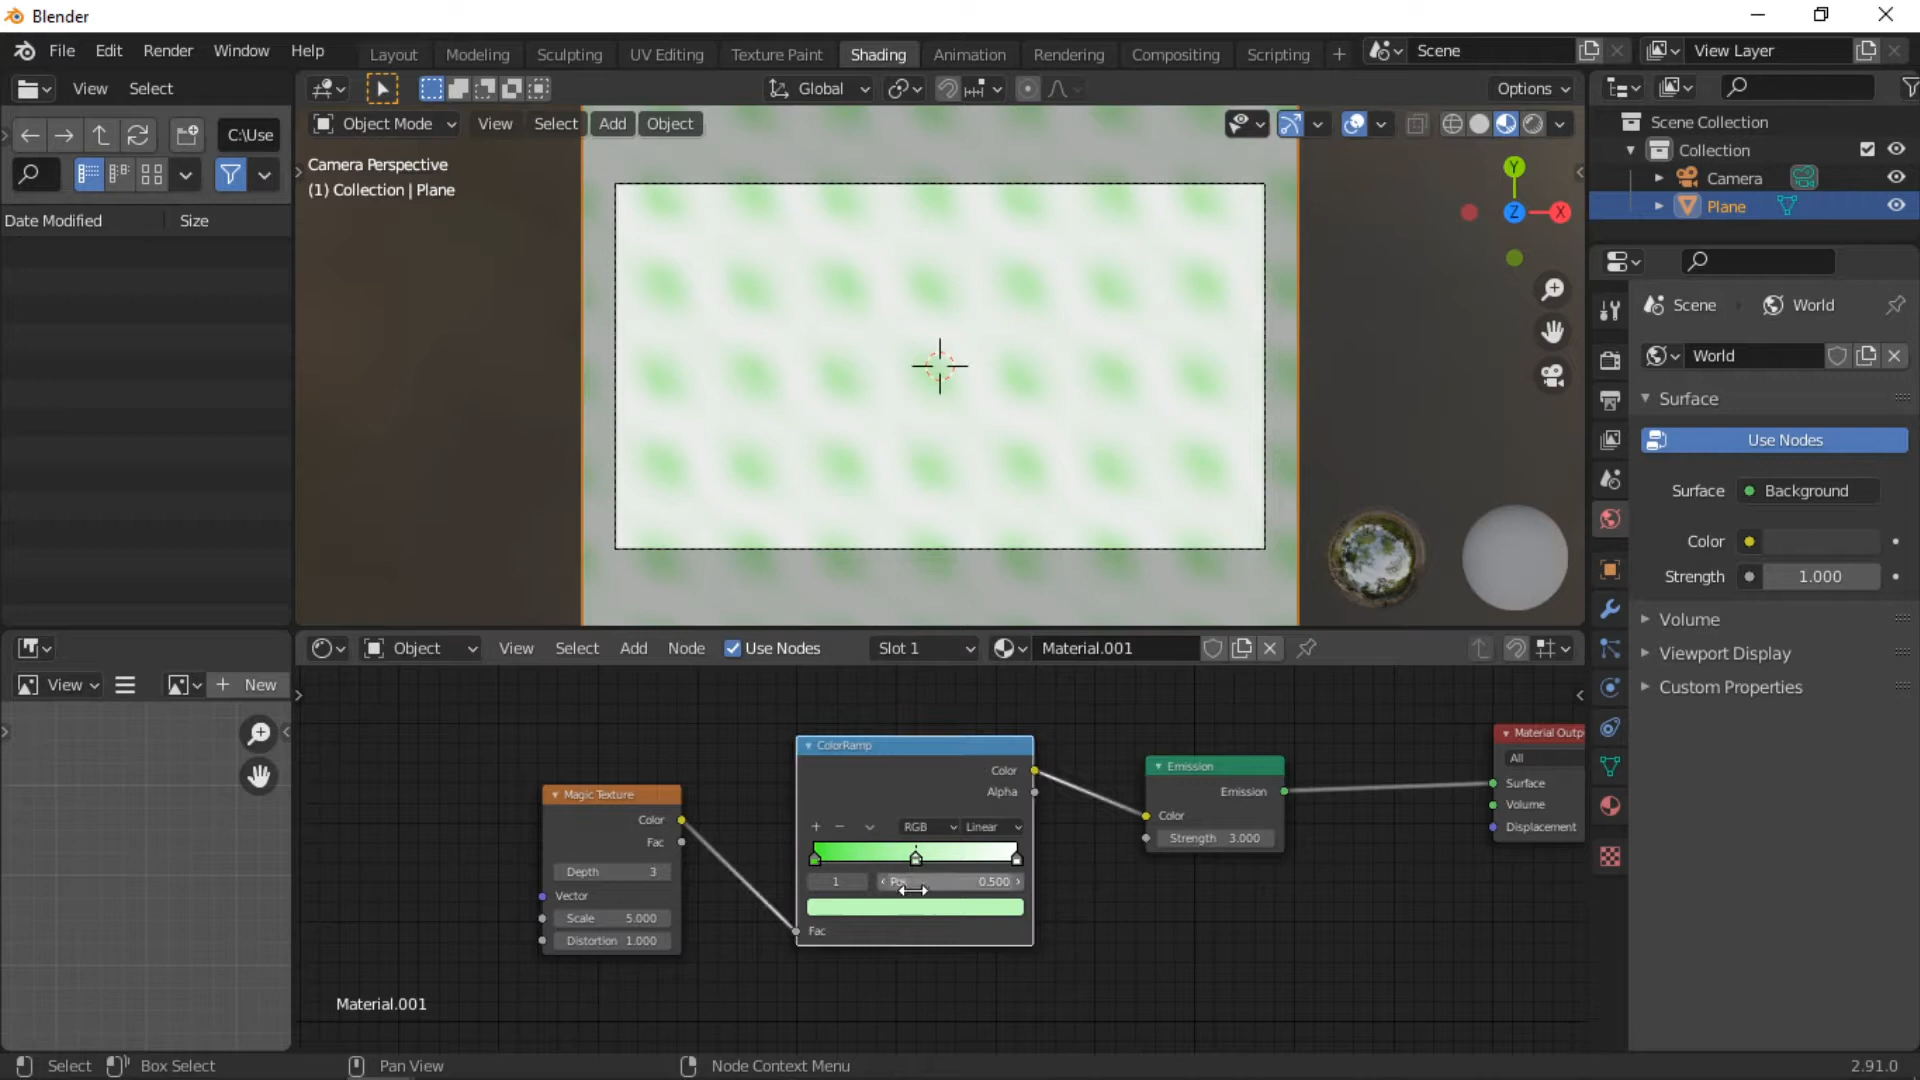 Blender
File Edit Render Window Help
Layout Modeling Sculpting UV Editing Texture Paint Shading Animation Rendering Compositing Scripting +
Scene
View Layer
View Select
Global
Options
C:\Use
Object Mode View Select Add Object
Camera Perspective
(1) Collection | Plane
Date Modified Size
Y
Z
X
Scene Collection
Collection
Camera
Plane
Scene World
World
Surface
Use Nodes
Surface Background
Color
Strength 1.000
Volume
Viewport Display
Custom Properties
Object View Select Add Node Use Nodes Slot 1 Material.001
View + New
Magic Texture
Color
Fac
Depth 3
Vector
Scale 5.000
Distortion 1.000
ColorRamp
Color
Alpha
+ − RGB Linear
1 0.500
Fac
Emission
Emission
Color
Strength 3.000
Material Outp
All
Surface
Volume
Displacement
Material.001
Select Box Select Pan View Node Context Menu 2.91.0